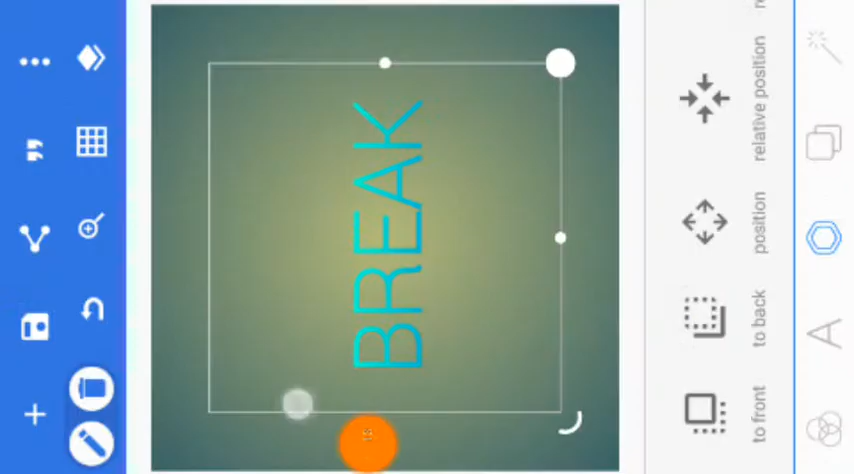 BREAK
to front
to back
position
relative position